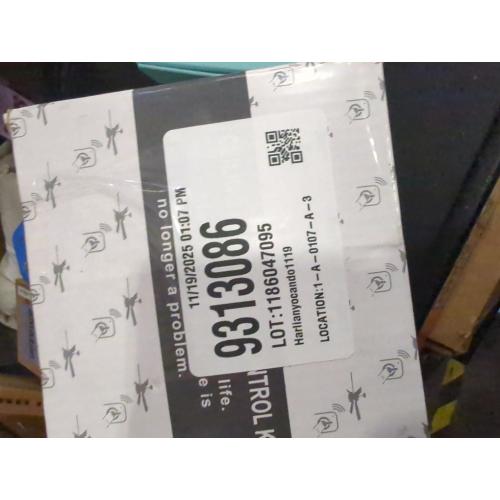 11/19/2025 01:07 PM
9313086
LOT:1186047095
Harlianyocando1119
LOCATION:1-A-0107-A-3
NTROL K
life.
e is
no longer a problem.